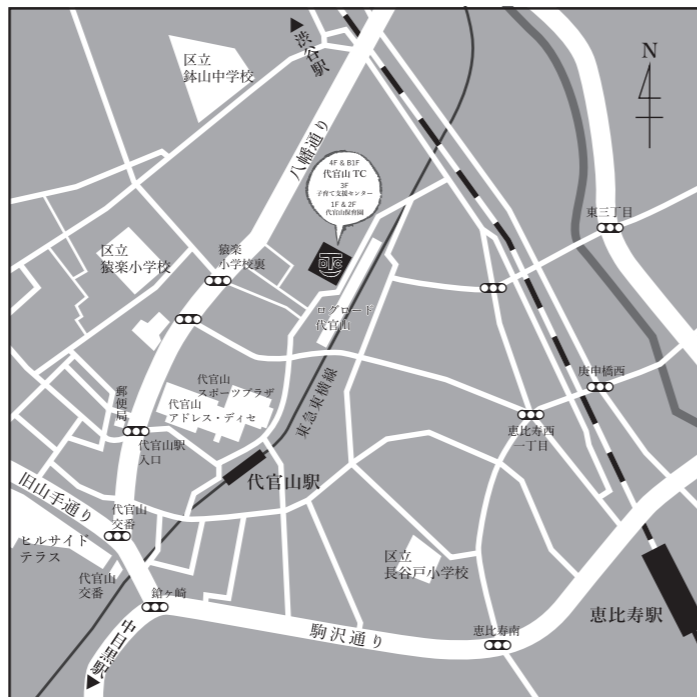 渋谷駅
区立
鉢山中学校
N
八幡通り
4F & B1F
代官山 TC
3F
子育て支援センター
1F & 2F
代官山保育園
東三丁目
区立
猿楽小学校
猿楽
小学校裏
ログロード
代官山
東急東横線
庚申橋西
郵便局
代官山
スポーツプラザ
代官山
アドレス・ディセ
恵比寿西
一丁目
代官山駅
入口
代官山駅
旧山手通り
代官山
交番
ヒルサイド
テラス
代官山
交番
区立
長谷戸小学校
鎗ヶ崎
恵比寿駅
駒沢通り
恵比寿南
中目黒駅